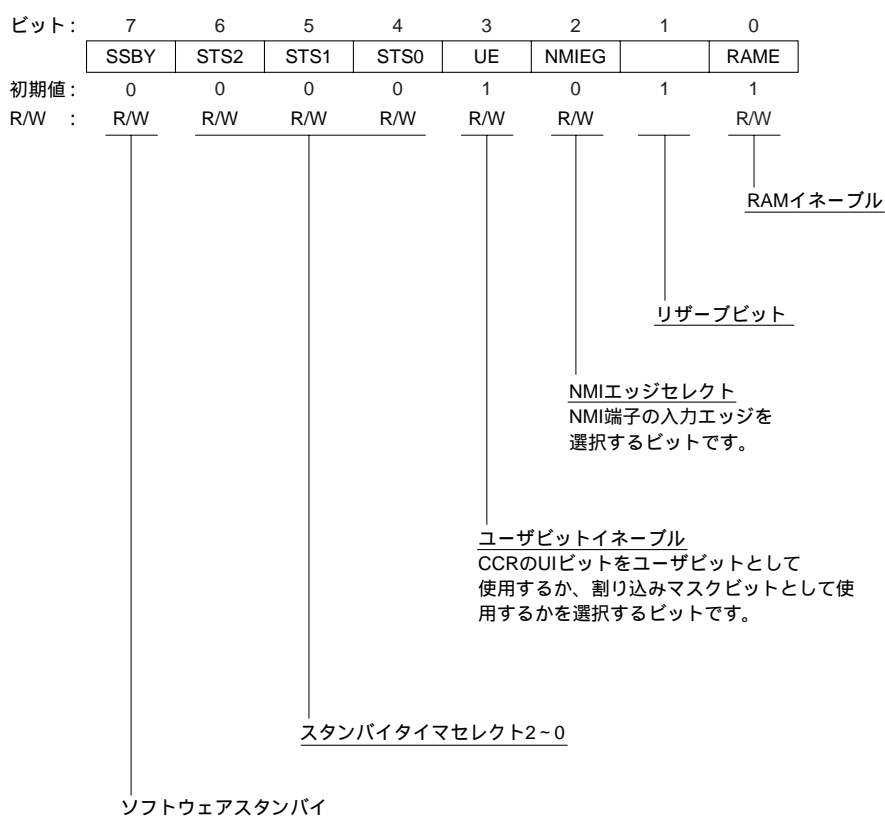 ビット: 7 6 5 4 3 2 1 0
SSBY STS2 STS1 STS0 UE NMIEG RAME
初期値: 0 0 0 0 1 0 1 1
R/W : R/W R/W R/W R/W R/W R/W R/W
RAMイネーブル
リザーブビット
NMIエッジセレクト
NMI端子の入力エッジを
選択するビットです。
ユーザビットイネーブル
CCRのUIビットをユーザビットとして
使用するか、割り込みマスクビットとして使
用するかを選択するビットです。
スタンバイタイマセレクト2~0
ソフトウェアスタンバイ